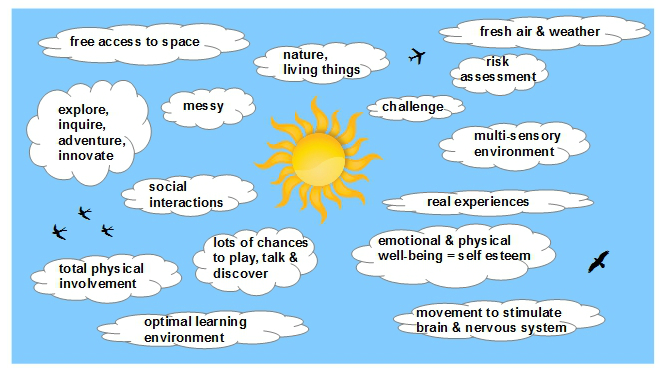 free access to space
nature,
living things
fresh air & weather
risk
assessment
explore,
inquire,
adventure,
innovate
messy
challenge
multi-sensory
environment
social
interactions
real experiences
lots of chances
to play, talk &
discover
emotional & physical
well-being = self esteem
total physical
involvement
optimal learning
environment
movement to stimulate
brain & nervous system